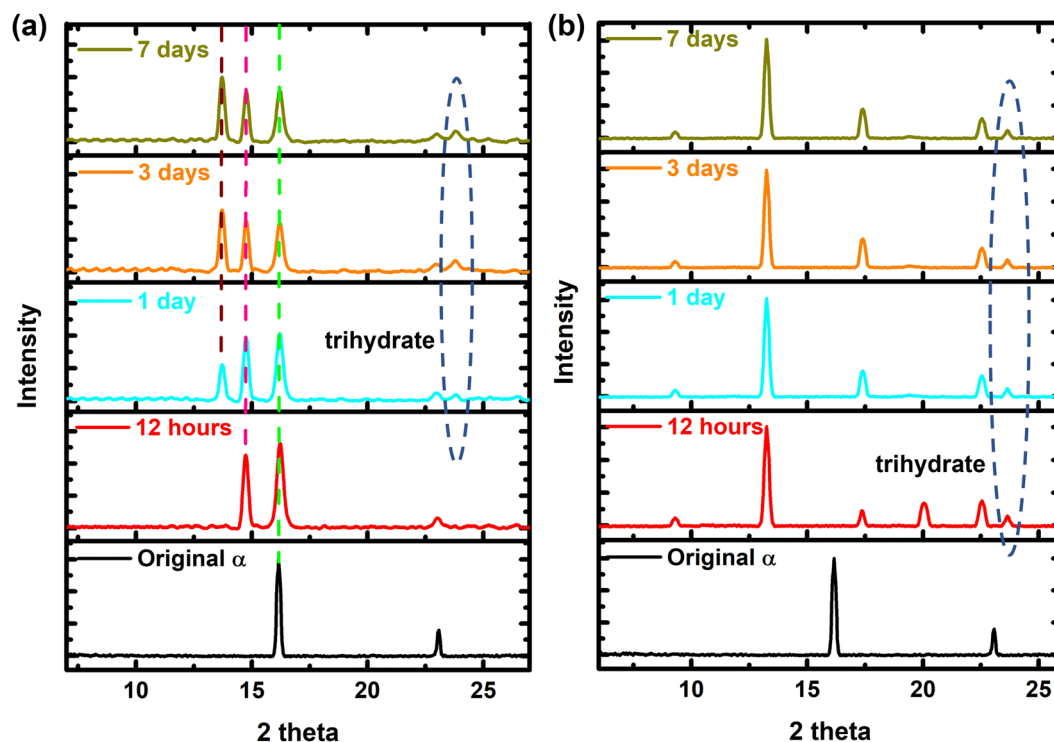 (a)
7 days
3 days
1 day
trihydrate
12 hours
Original α
Intensity
10 15 20 25
2 theta
(b)
7 days
3 days
1 day
12 hours
trihydrate
Original α
Intensity
10 15 20 25
2 theta